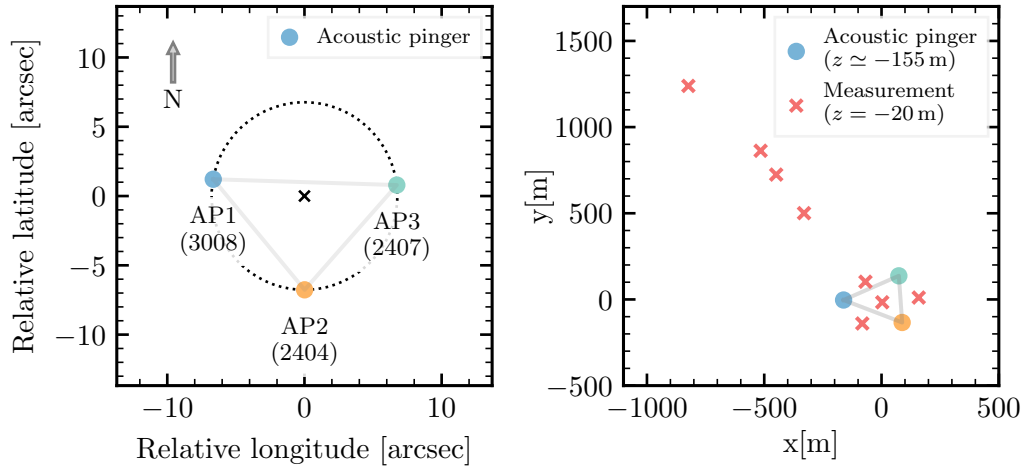 Relative latitude [arcsec]
10
5
0
−5
−10
N
Acoustic pinger
AP1
(3008)
AP3
(2407)
AP2
(2404)
−10
0
10
Relative longitude [arcsec]
y[m]
1500
1000
500
0
−500
Acoustic pinger
(z ≃ −155 m)
Measurement
(z = −20 m)
−1000
−500
0
500
x[m]